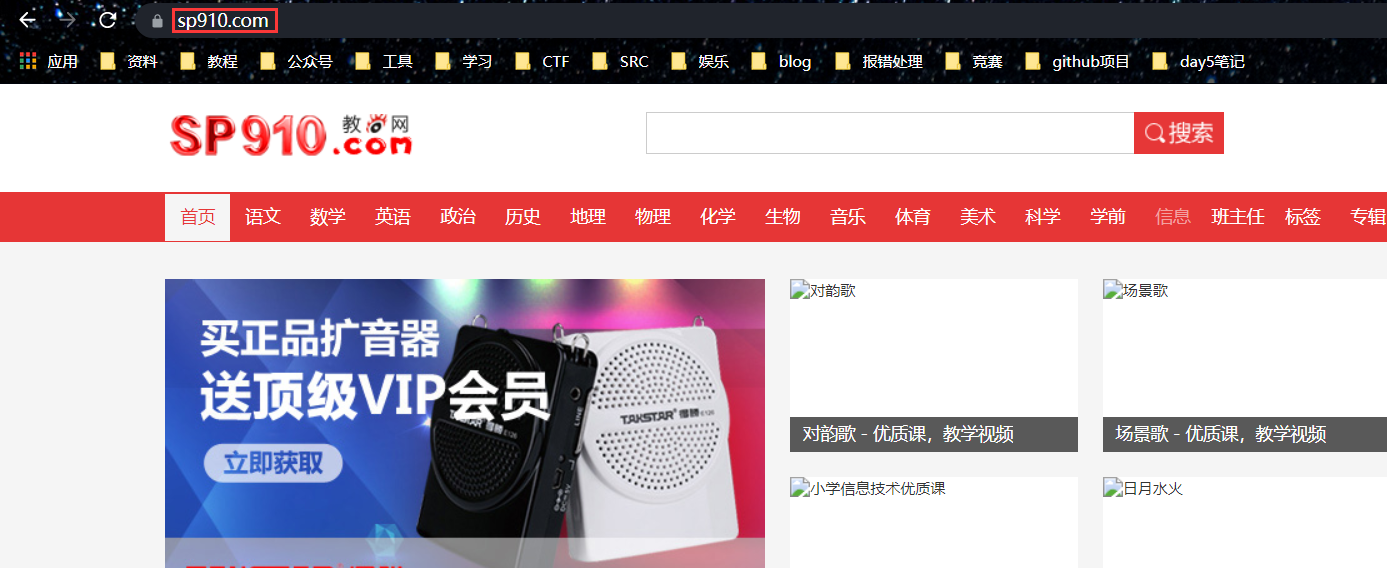 sp910.com
应用 资料 教程 公众号 工具 学习 CTF SRC 娱乐 blog 报错处理 竞赛 github项目 day5笔记
SP910.com 教网
搜索
首页 语文 数学 英语 政治 历史 地理 物理 化学 生物 音乐 体育 美术 科学 学前 信息 班主任 标签 专辑
买正品扩音器
送顶级VIP会员
立即获取
TAKSTAR 得勝 E126
LINE
对韵歌
对韵歌 - 优质课，教学视频
场景歌
场景歌 - 优质课，教学视频
小学信息技术优质课
日月水火